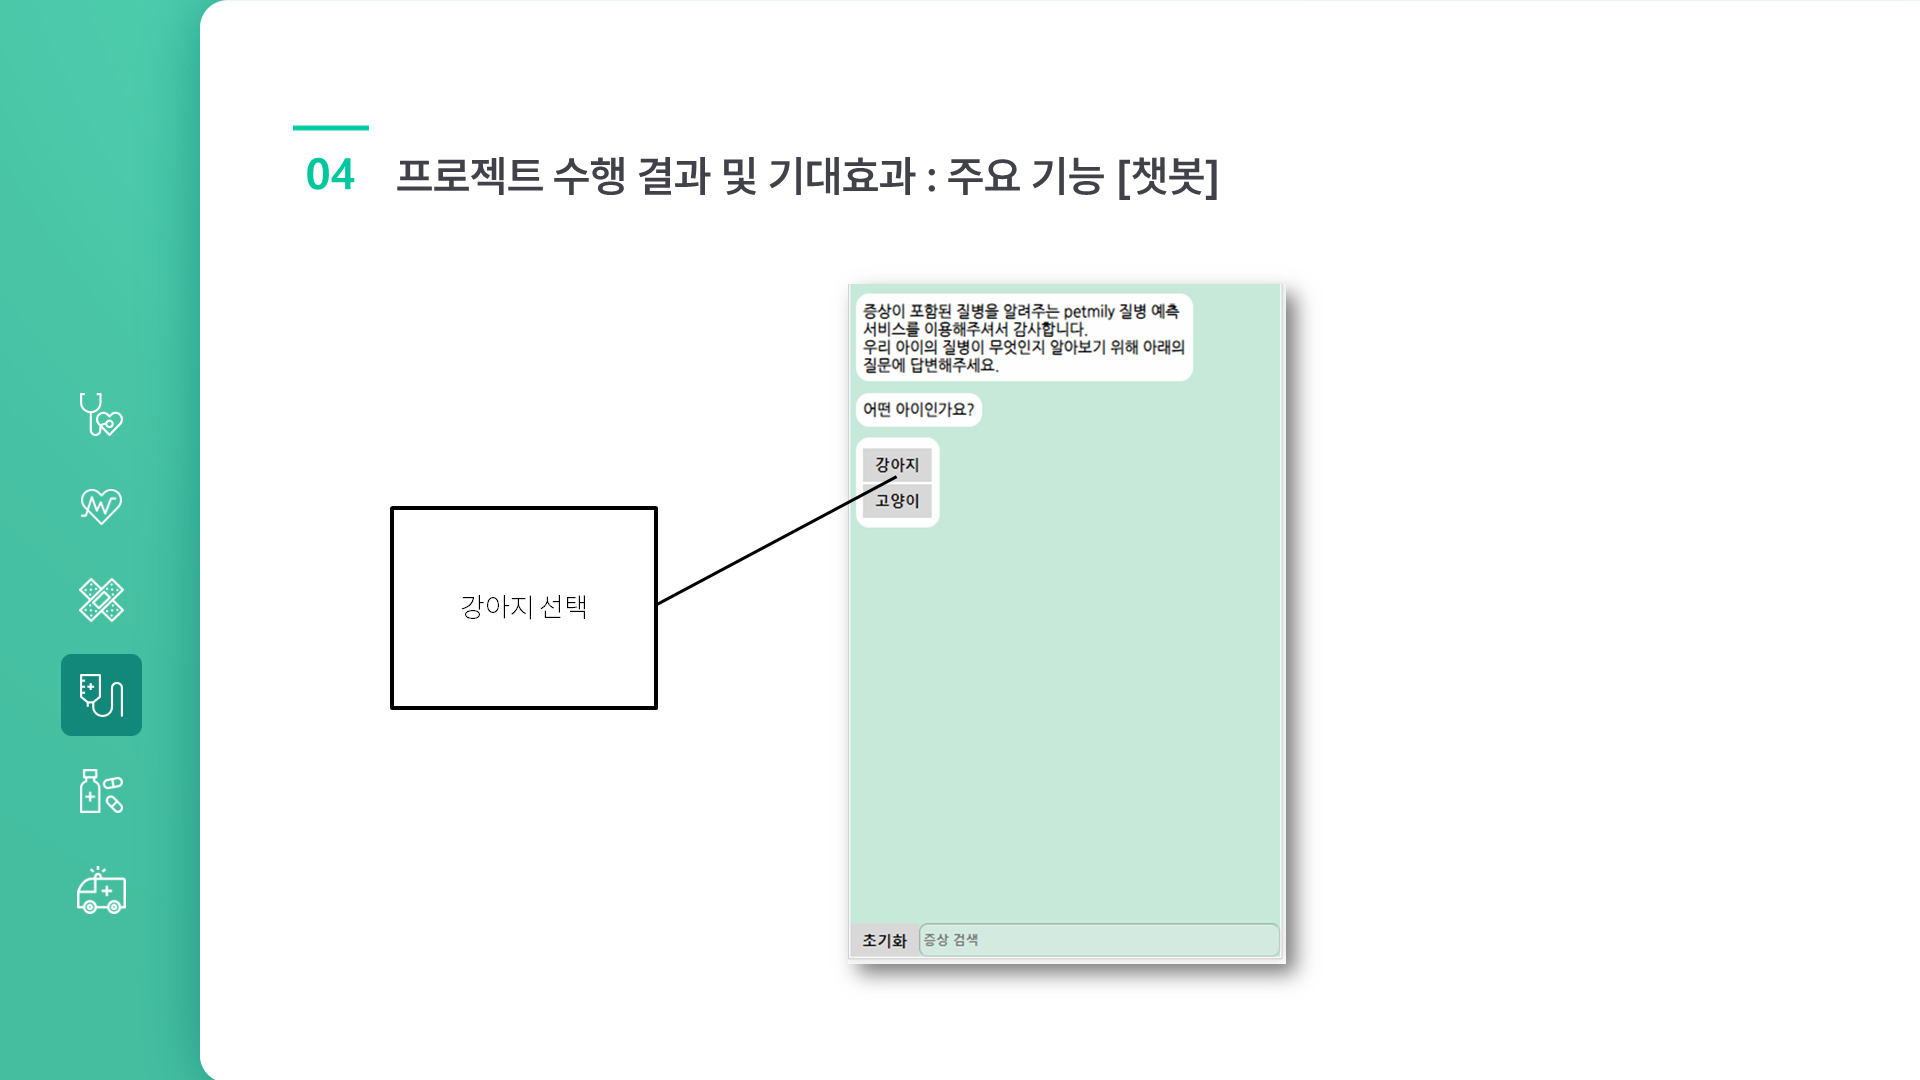 04 프로젝트 수행 결과 및 기대효과 : 주요 기능 [챗봇]
증상이 포함된 질병을 알려주는 petmily 질병 예측
서비스를 이용해주셔서 감사합니다.
우리 아이의 질병이 무엇인지 알아보기 위해 아래의
질문에 답변해주세요.
어떤 아이인가요?
강아지
고양이
강아지 선택
초기화 증상 검색